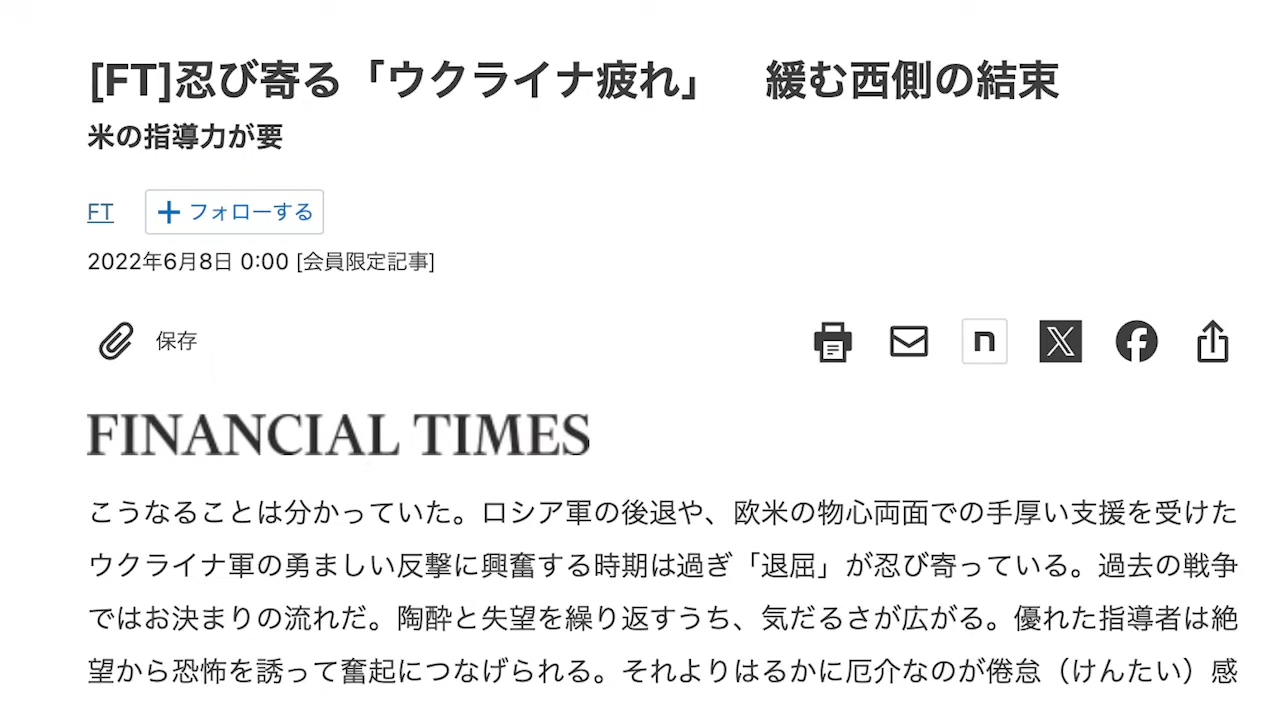 [FT]忍び寄る「ウクライナ疲れ」　緩む西側の結束
米の指導力が要
FT ＋フォローする
2022年6月8日 0:00 [会員限定記事]
保存
FINANCIAL TIMES
こうなることは分かっていた。ロシア軍の後退や、欧米の物心両面での手厚い支援を受けた
ウクライナ軍の勇ましい反撃に興奮する時期は過ぎ「退屈」が忍び寄っている。過去の戦争
ではお決まりの流れだ。陶酔と失望を繰り返すうち、気だるさが広がる。優れた指導者は絶
望から恐怖を誘って奮起につなげられる。それよりはるかに厄介なのが倦怠（けんたい）感